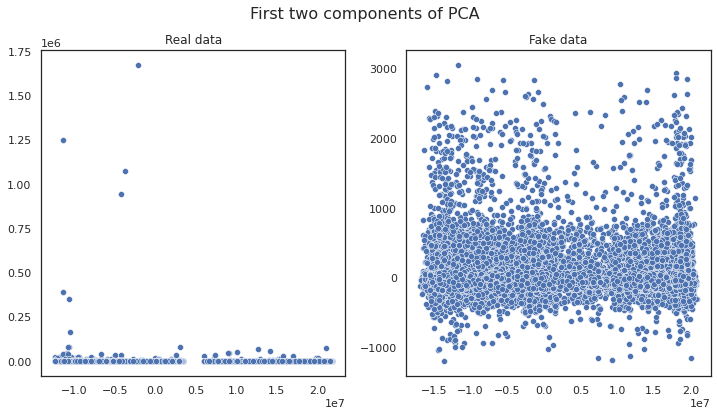 First two components of PCA
Real data
1e6
1.75
1.50
1.25
1.00
0.75
0.50
0.25
0.00
−1.0 −0.5 0.0 0.5 1.0 1.5 2.0
1e7
Fake data
3000
2000
1000
0
−1000
−1.5 −1.0 −0.5 0.0 0.5 1.0 1.5 2.0
1e7